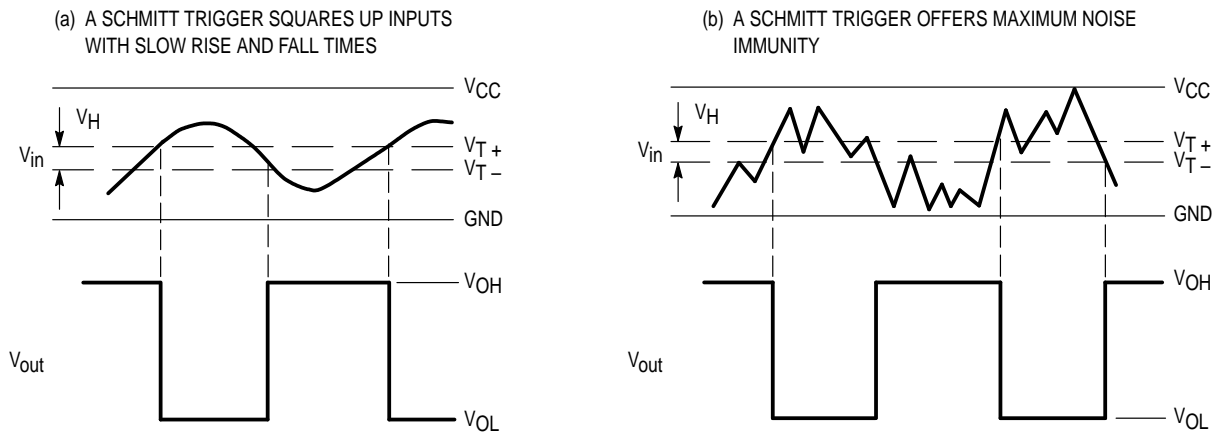 (a) A SCHMITT TRIGGER SQUARES UP INPUTS
WITH SLOW RISE AND FALL TIMES
VCC
VH
Vin
VT+
VT−
GND
VOH
Vout
VOL
(b) A SCHMITT TRIGGER OFFERS MAXIMUM NOISE
IMMUNITY
VCC
VH
Vin
VT+
VT−
GND
VOH
Vout
VOL